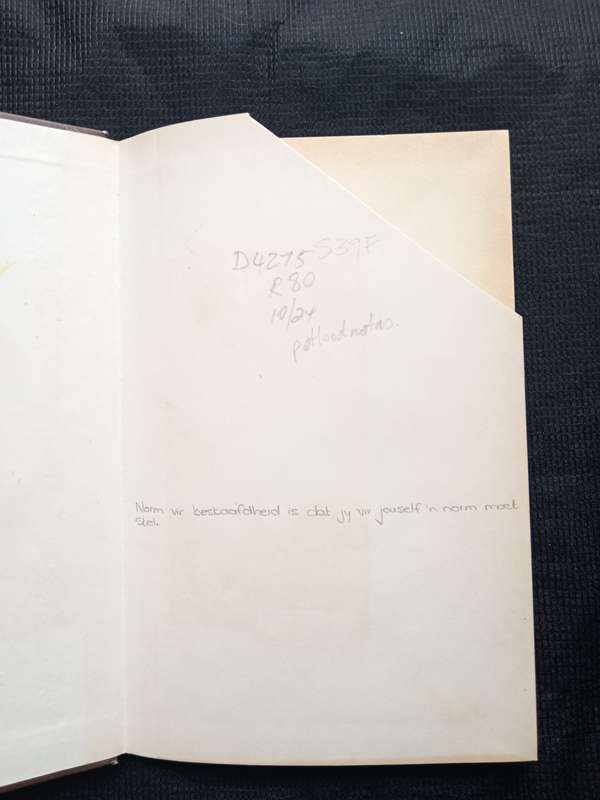 D4275 S39F
R80
10/24
potloodnotas.
Norm vir beskaafdheid is dat jy vir jouself 'n norm moet
stel.